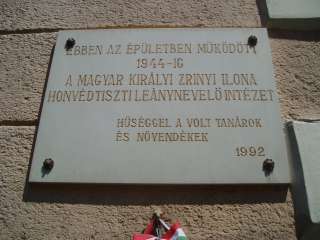 EBBEN AZ ÉPÜLETBEN MŰKÖDÖTT
1944-IG
A MAGYAR KIRÁLYI ZRINYI ILONA
HONVÉDTISZTI LEÁNYNEVELŐ INTÉZET
HŰSÉGGEL A VOLT TANÁROK
ÉS NÖVENDÉKEK
1992